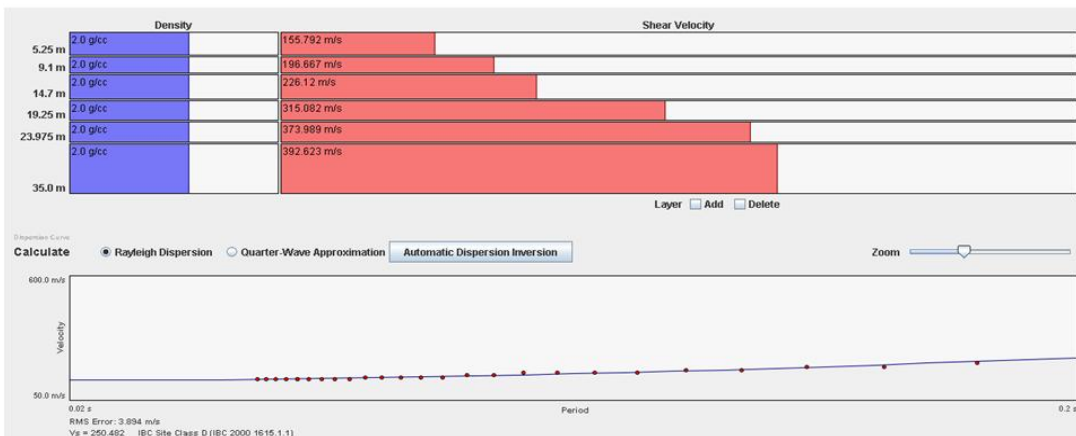 Density Shear Velocity
2.0 g/cc 155.792 m/s
5.25 m
2.0 g/cc 196.667 m/s
9.1 m
2.0 g/cc 226.12 m/s
14.7 m
2.0 g/cc 315.082 m/s
19.25 m
2.0 g/cc 373.989 m/s
23.975 m
2.0 g/cc 392.623 m/s
35.0 m
Layer Add Delete
Dispersion Curve
Calculate Rayleigh Dispersion Quarter-Wave Approximation Automatic Dispersion Inversion Zoom
600.0 m/s
Velocity
50.0 m/s
0.02 s Period 0.2 s
RMS Error: 3.894 m/s
Vs = 250.482 IBC Site Class D (IBC 2000 1615.1.1)